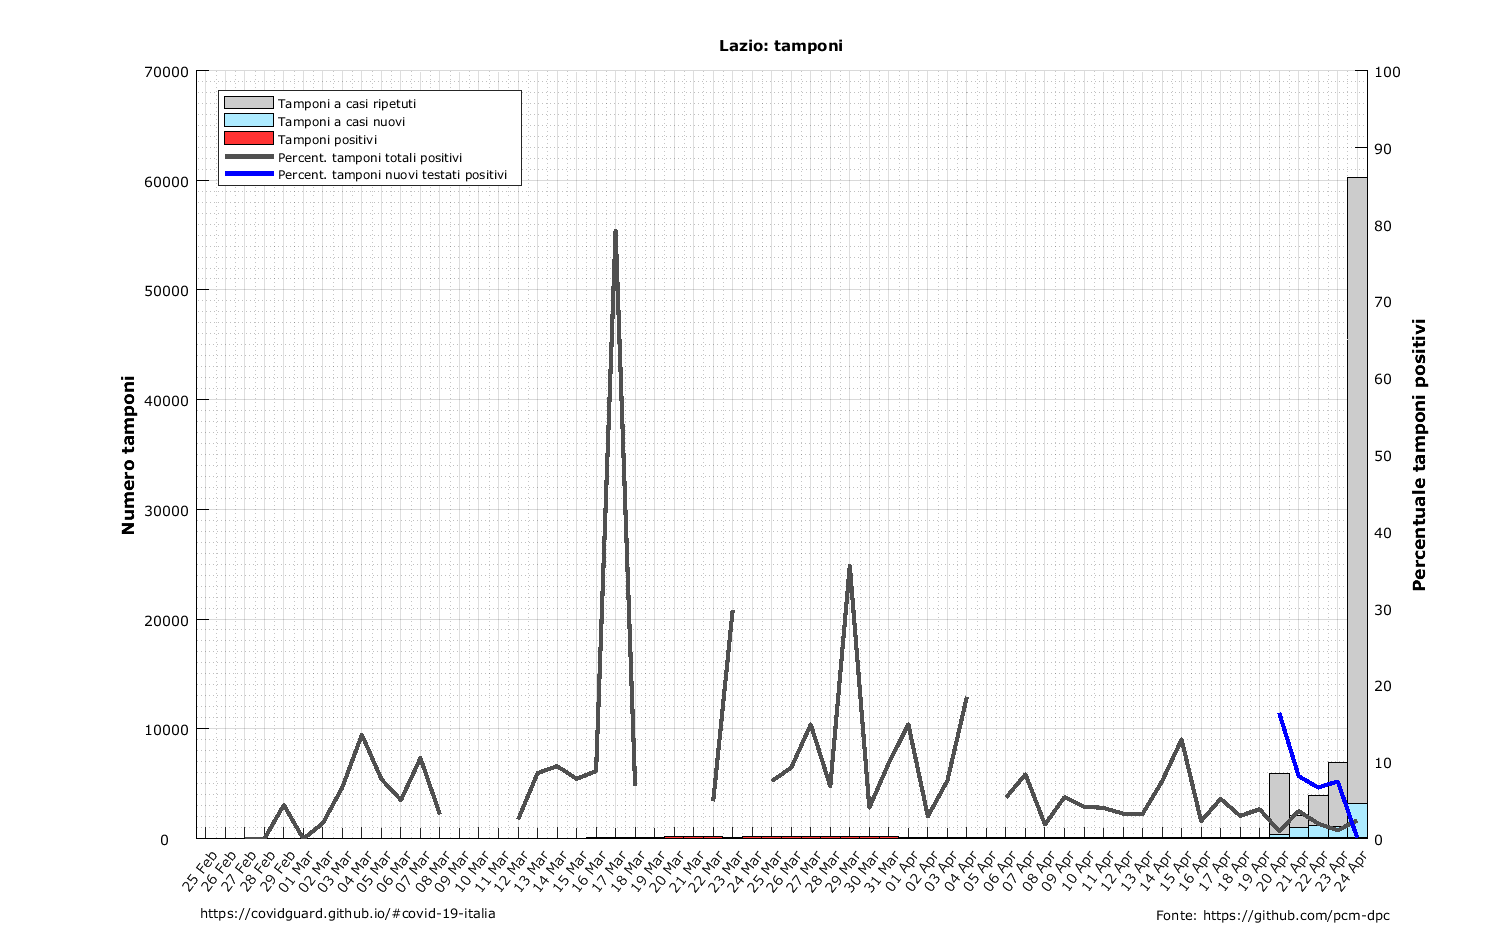 Lazio: tamponi
70000
60000
50000
40000
30000
20000
10000
0
Numero tamponi
Tamponi a casi ripetuti
Tamponi a casi nuovi
Tamponi positivi
Percent. tamponi totali positivi
Percent. tamponi nuovi testati positivi
100
90
80
70
60
50
40
30
20
10
0
Percentuale tamponi positivi
25 Feb
26 Feb
27 Feb
28 Feb
29 Feb
01 Mar
02 Mar
03 Mar
04 Mar
05 Mar
06 Mar
07 Mar
08 Mar
09 Mar
10 Mar
11 Mar
12 Mar
13 Mar
14 Mar
15 Mar
16 Mar
17 Mar
18 Mar
19 Mar
20 Mar
21 Mar
22 Mar
23 Mar
24 Mar
25 Mar
26 Mar
27 Mar
28 Mar
29 Mar
30 Mar
31 Mar
01 Apr
02 Apr
03 Apr
04 Apr
05 Apr
06 Apr
07 Apr
08 Apr
09 Apr
10 Apr
11 Apr
12 Apr
13 Apr
14 Apr
15 Apr
16 Apr
17 Apr
18 Apr
19 Apr
20 Apr
21 Apr
22 Apr
23 Apr
24 Apr
https://covidguard.github.io/#covid-19-italia
Fonte: https://github.com/pcm-dpc